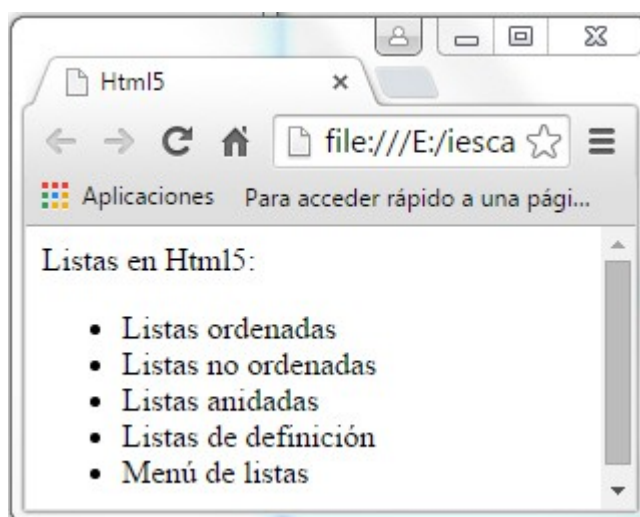 Html5
file:///E:/iesca
Aplicaciones Para acceder rápido a una pági...
Listas en Html5:
Listas ordenadas
Listas no ordenadas
Listas anidadas
Listas de definición
Menú de listas